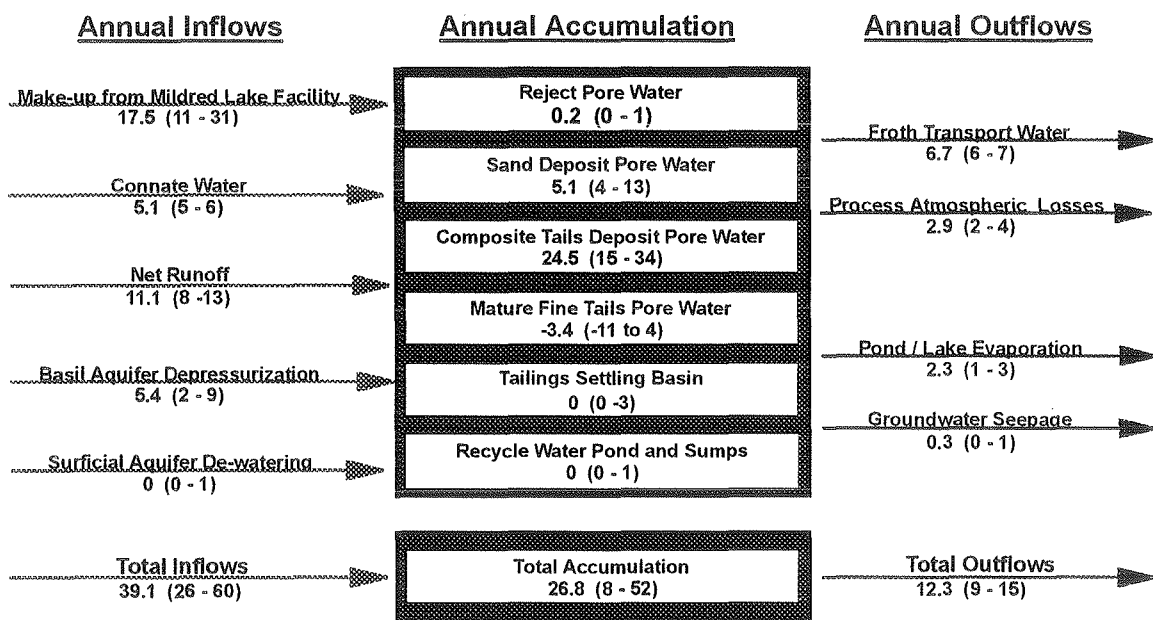 Annual Inflows
Make-up from Mildred Lake Facility
17.5 (11 - 31)
Connate Water
5.1 (5 - 6)
Net Runoff
11.1 (8 -13)
Basil Aquifer Depressurization
5.4 (2 - 9)
Surficial Aquifer De-watering
0 (0 - 1)
Total Inflows
39.1 (26 - 60)
Annual Accumulation
Reject Pore Water
0.2 (0 - 1)
Sand Deposit Pore Water
5.1 (4 - 13)
Composite Tails Deposit Pore Water
24.5 (15 - 34)
Mature Fine Tails Pore Water
-3.4 (-11 to 4)
Tailings Settling Basin
0 (0 -3)
Recycle Water Pond and Sumps
0 (0 - 1)
Total Accumulation
26.8 (8 - 52)
Annual Outflows
Froth Transport Water
6.7 (6 - 7)
Process Atmospheric Losses
2.9 (2 - 4)
Pond / Lake Evaporation
2.3 (1 - 3)
Groundwater Seepage
0.3 (0 - 1)
Total Outflows
12.3 (9 - 15)